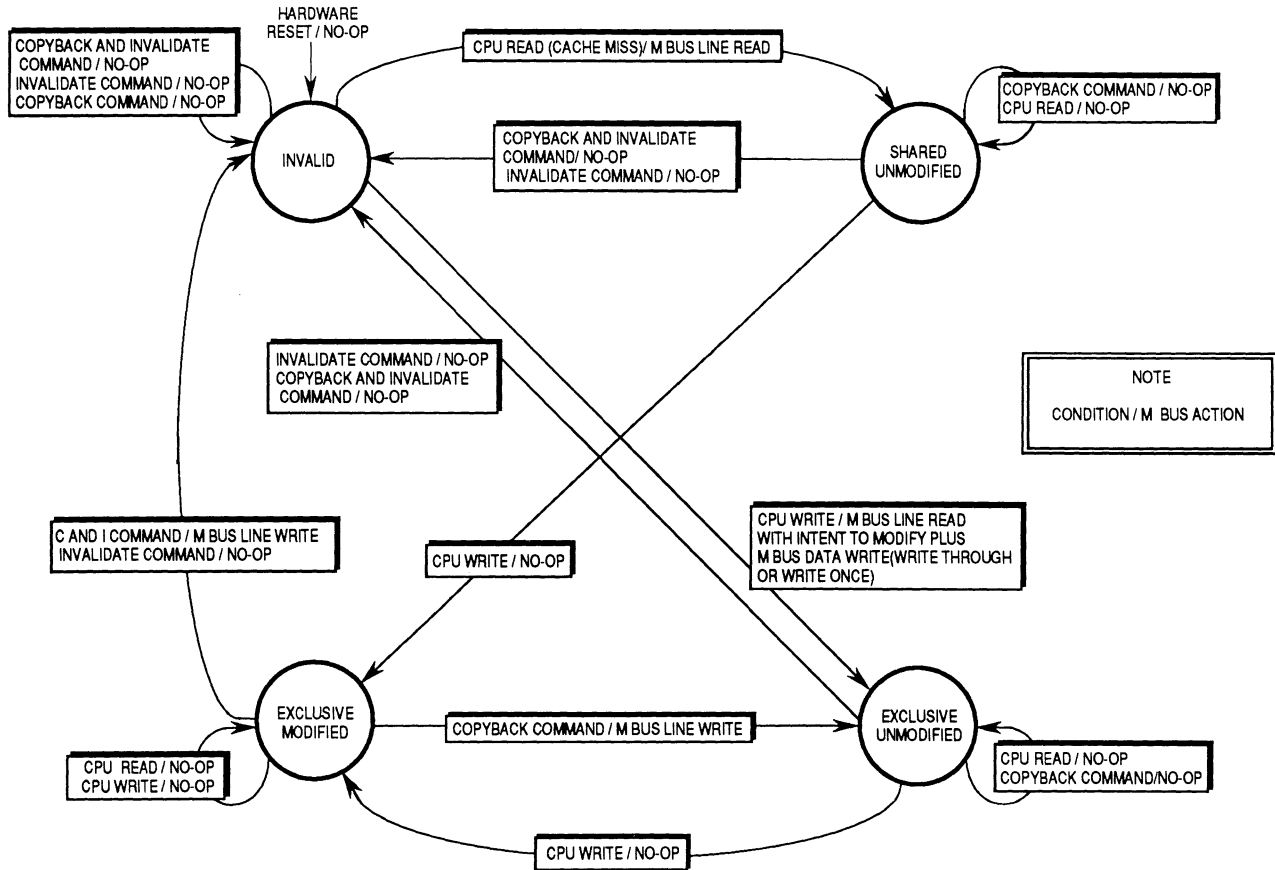 HARDWARE
RESET / NO-OP
COPYBACK AND INVALIDATE
COMMAND / NO-OP
INVALIDATE COMMAND / NO-OP
COPYBACK COMMAND / NO-OP
CPU READ (CACHE MISS)/ M BUS LINE READ
COPYBACK COMMAND / NO-OP
CPU READ / NO-OP
INVALID
COPYBACK AND INVALIDATE
COMMAND/ NO-OP
INVALIDATE COMMAND / NO-OP
SHARED
UNMODIFIED
INVALIDATE COMMAND / NO-OP
COPYBACK AND INVALIDATE
COMMAND / NO-OP
NOTE
CONDITION / M BUS ACTION
C AND I COMMAND / M BUS LINE WRITE
INVALIDATE COMMAND / NO-OP
CPU WRITE / NO-OP
CPU WRITE / M BUS LINE READ
WITH INTENT TO MODIFY PLUS
M BUS DATA WRITE(WRITE THROUGH
OR WRITE ONCE)
EXCLUSIVE
MODIFIED
COPYBACK COMMAND / M BUS LINE WRITE
EXCLUSIVE
UNMODIFIED
CPU READ / NO-OP
CPU WRITE / NO-OP
CPU READ / NO-OP
COPYBACK COMMAND/NO-OP
CPU WRITE / NO-OP